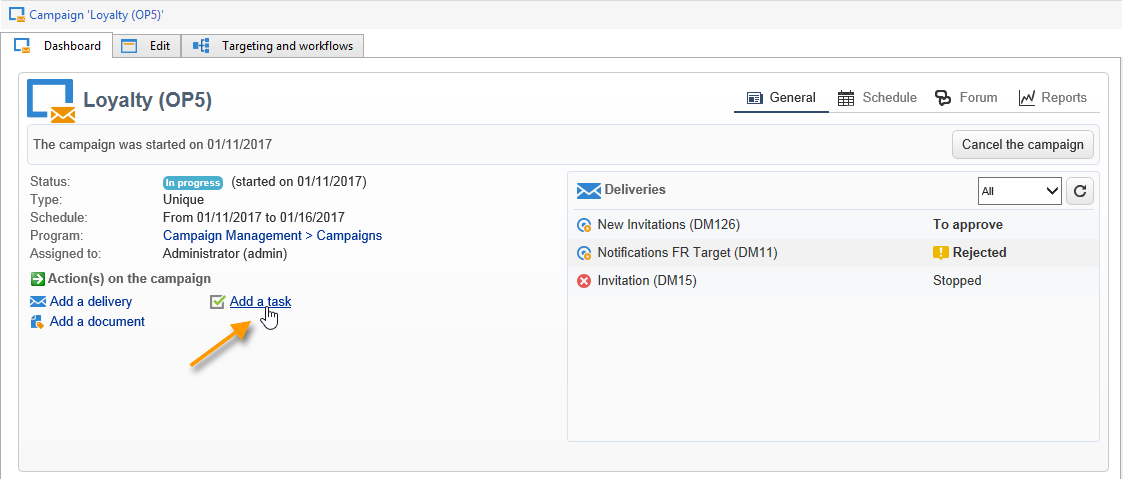 Campaign 'Loyalty (OP5)'
Dashboard Edit Targeting and workflows
Loyalty (OP5)
General Schedule Forum Reports
The campaign was started on 01/11/2017 Cancel the campaign
Status: In progress (started on 01/11/2017)
Type: Unique
Schedule: From 01/11/2017 to 01/16/2017
Program: Campaign Management > Campaigns
Assigned to: Administrator (admin)
Action(s) on the campaign
Add a delivery Add a task
Add a document
Deliveries All
New Invitations (DM126) To approve
Notifications FR Target (DM11) Rejected
Invitation (DM15) Stopped